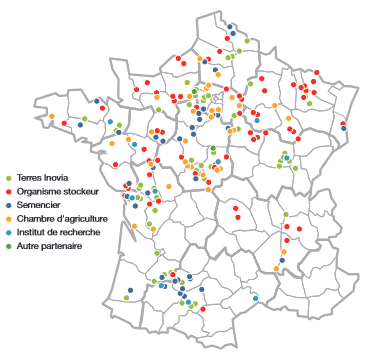 Terres Inovia
Organisme stockeur
Semencier
Chambre d'agriculture
Institut de recherche
Autre partenaire